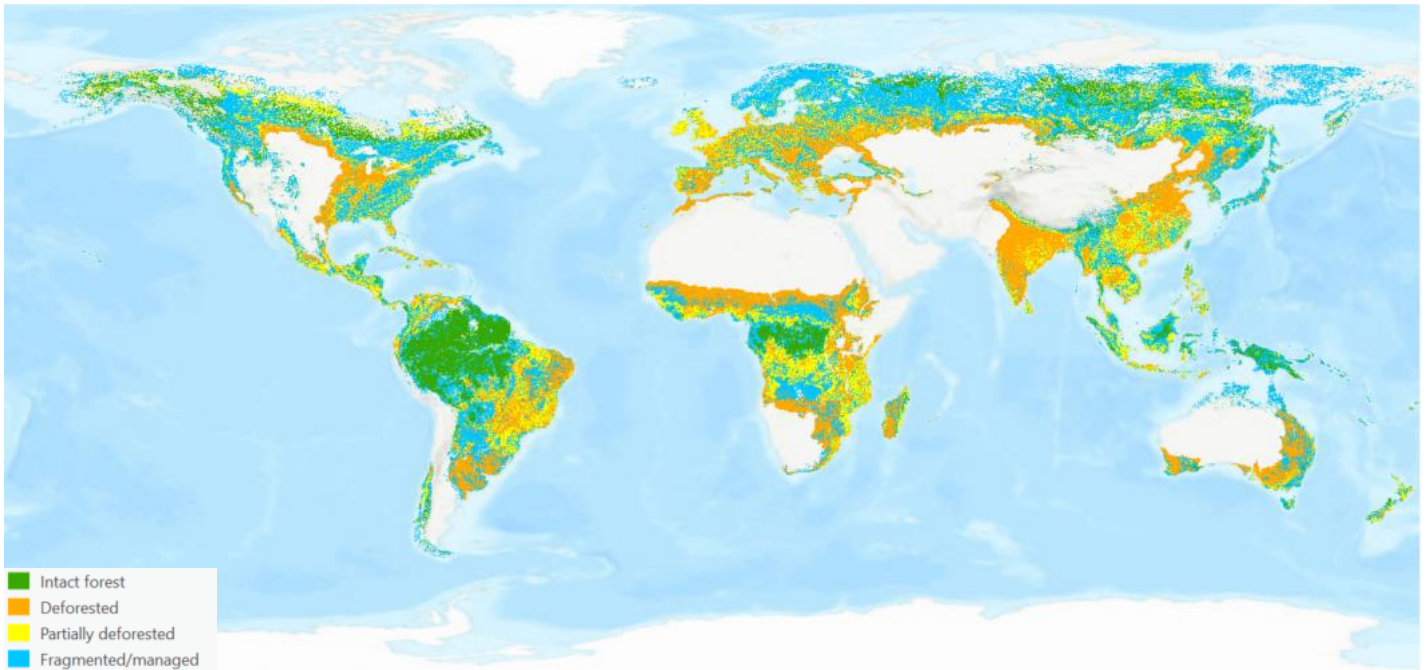 Intact forest
Deforested
Partially deforested
Fragmented/managed